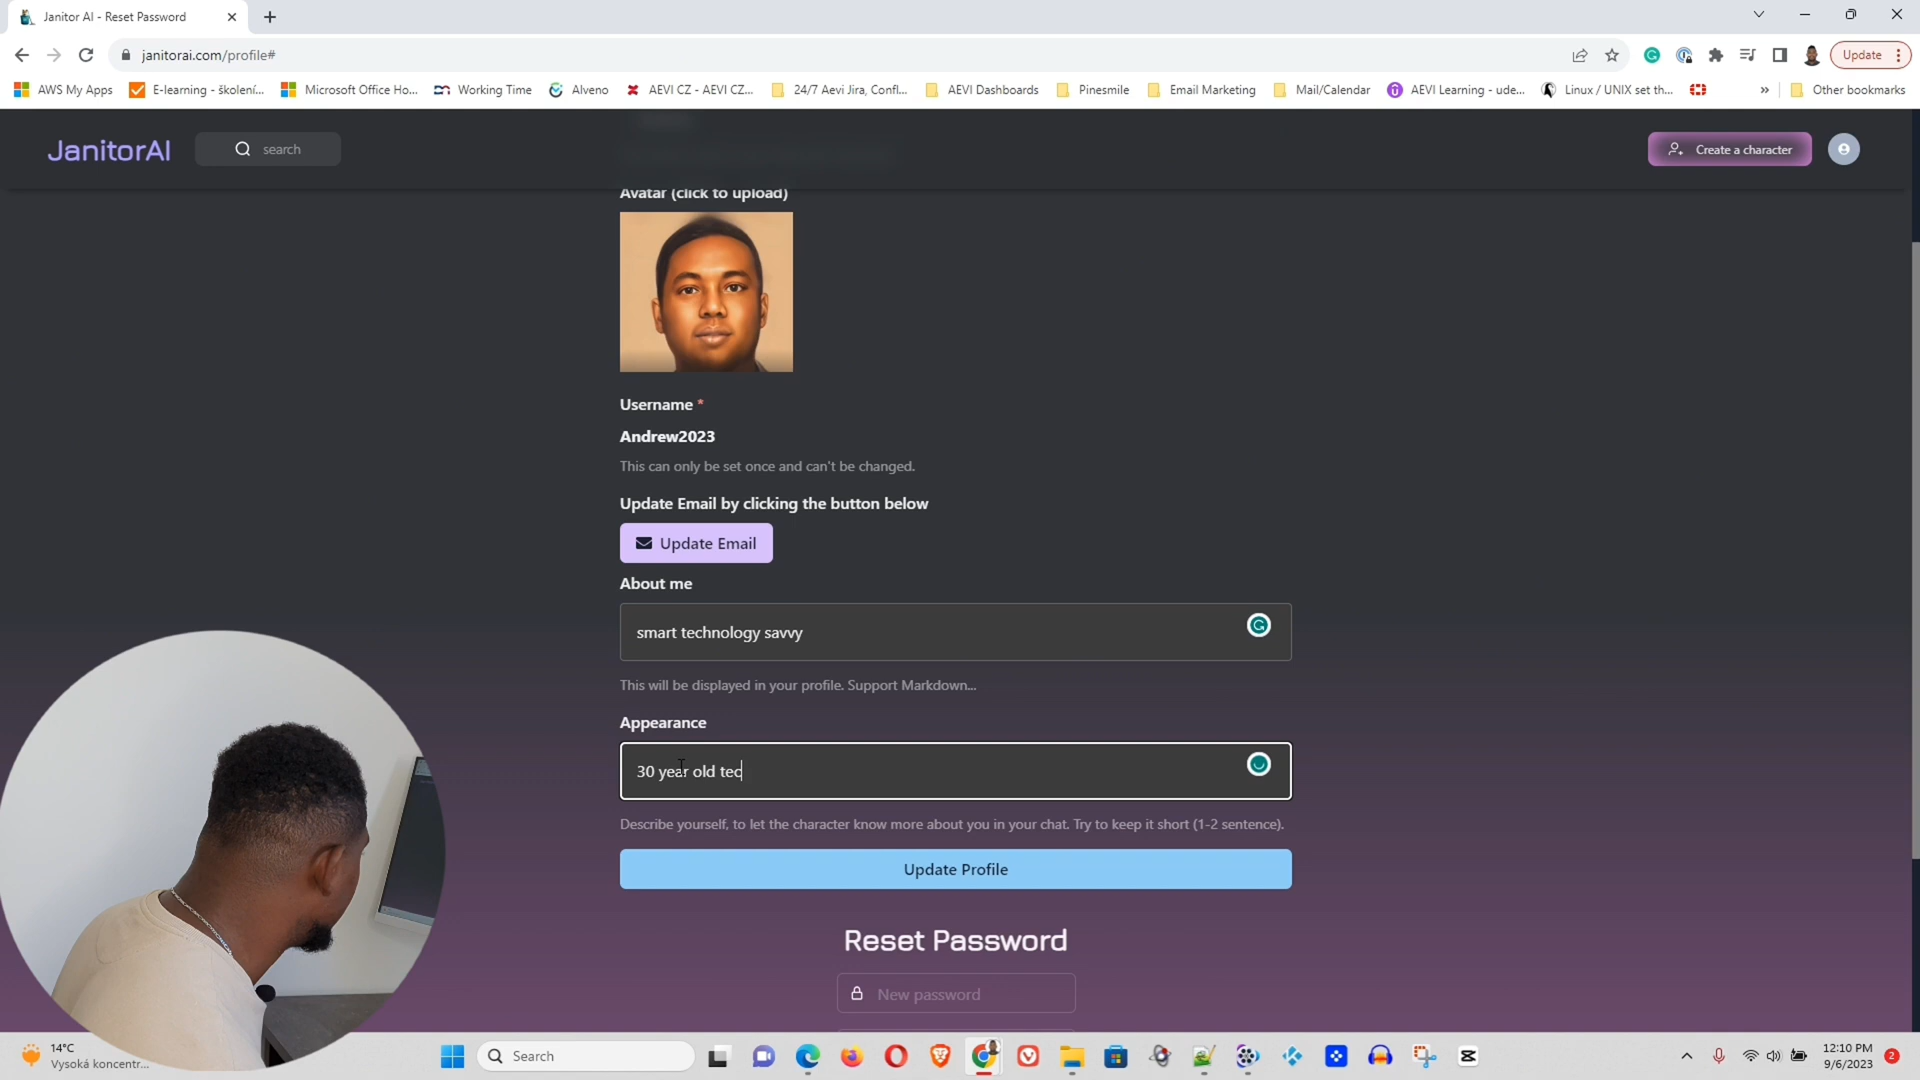 Janitor AI - Reset Password
janitorai.com/profile#
Update
AWS My Apps
E-learning - školení...
Microsoft Office Ho...
Working Time
Alveno
AEVI CZ - AEVI CZ...
24/7 Aevi Jira, Confl...
AEVI Dashboards
Pinesmile
Email Marketing
Mail/Calendar
AEVI Learning - ude...
Linux / UNIX set th...
»
Other bookmarks
JanitorAI
search
Create a character
Avatar (click to upload)
Username *
Andrew2023
This can only be set once and can't be changed.
Update Email by clicking the button below
Update Email
About me
smart technology savvy
This will be displayed in your profile. Support Markdown...
Appearance
30 year old tec
Describe yourself, to let the character know more about you in your chat. Try to keep it short (1-2 sentence).
Update Profile
Reset Password
New password
14°C
Vysoká koncentr...
Search
12:10 PM
9/6/2023
2